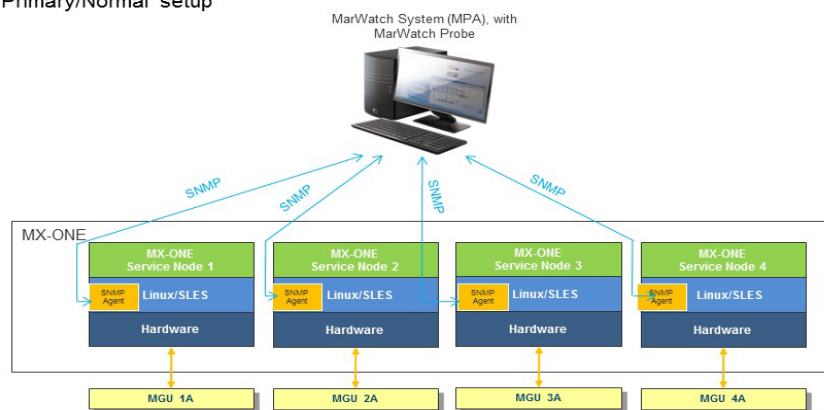 Primary/Normal setup
MarWatch System (MPA), with
MarWatch Probe
SNMP
SNMP
SNMP
SNMP
MX-ONE
MX-ONE
Service Node 1
MX-ONE
Service Node 2
MX-ONE
Service Node 3
MX-ONE
Service Node 4
SNMP
Agent
Linux/SLES
SNMP
Agent
Linux/SLES
SNMP
Agent
Linux/SLES
SNMP
Agent
Linux/SLES
Hardware
Hardware
Hardware
Hardware
MGU 1A
MGU 2A
MGU 3A
MGU 4A